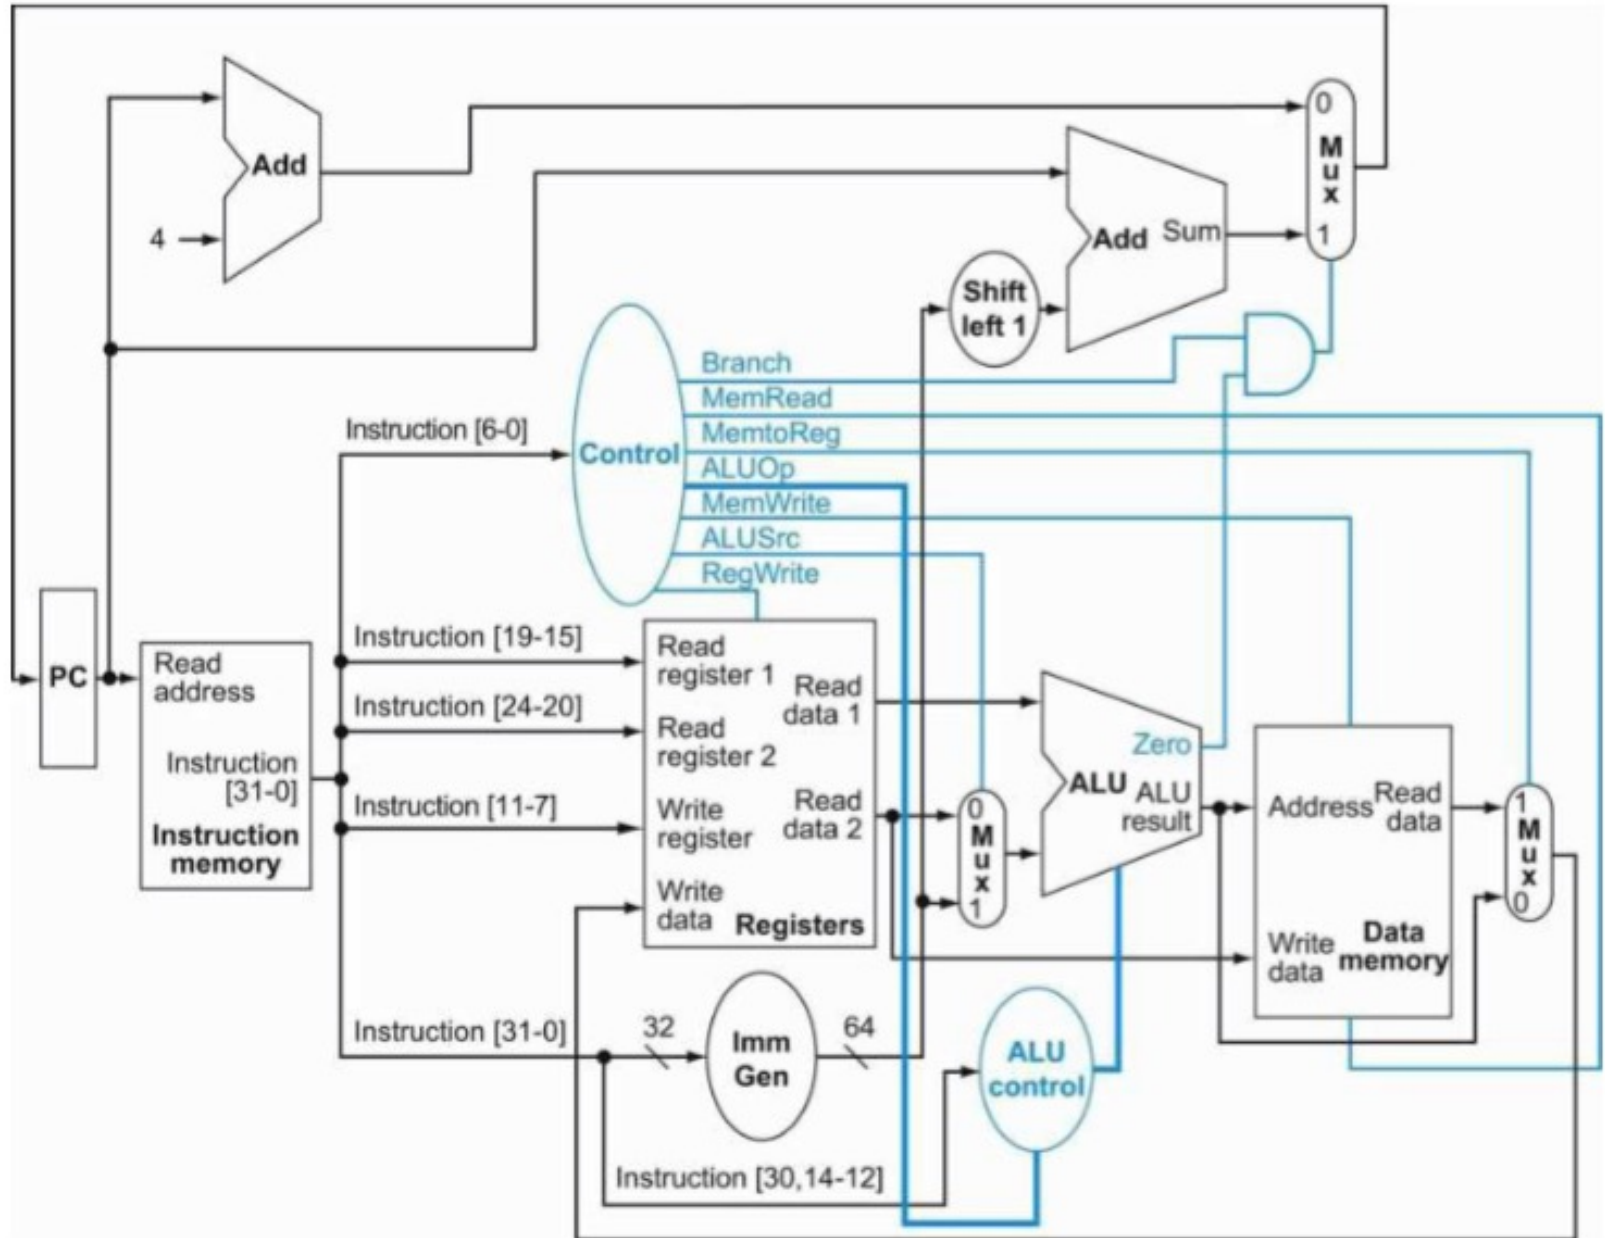 Add
4
0
M
u
x
1
Add Sum
Shift
left 1
Branch
MemRead
MemtoReg
ALUOp
MemWrite
ALUSrc
RegWrite
Control
Instruction [6-0]
PC
Read
address
Instruction
[31-0]
Instruction
memory
Instruction [19-15]
Instruction [24-20]
Instruction [11-7]
Instruction [31-0]
Read
register 1
Read
register 2
Write
register
Write
data
Read
data 1
Read
data 2
Registers
0
M
u
x
1
Zero
ALU
ALU
result
Address
Read
data
Write
data
Data
memory
1
M
u
x
0
32
Imm
Gen
64
ALU
control
Instruction [30,14-12]